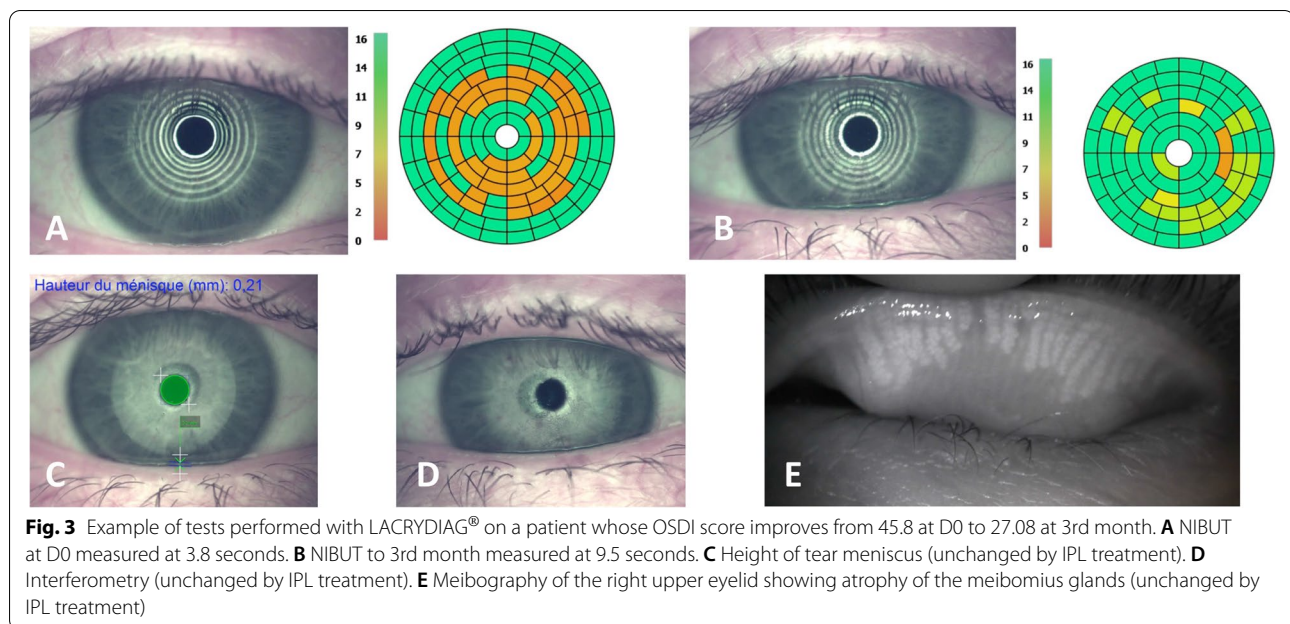 16
14
11
9
7
5
2
0
A
16
14
11
9
7
5
2
0
B
Hauteur du ménisque (mm): 0,21
C
D
E
Fig. 3 Example of tests performed with LACRYDIAG® on a patient whose OSDI score improves from 45.8 at D0 to 27.08 at 3rd month. A NIBUT
at D0 measured at 3.8 seconds. B NIBUT to 3rd month measured at 9.5 seconds. C Height of tear meniscus (unchanged by IPL treatment). D
Interferometry (unchanged by IPL treatment). E Meibography of the right upper eyelid showing atrophy of the meibomius glands (unchanged by
IPL treatment)